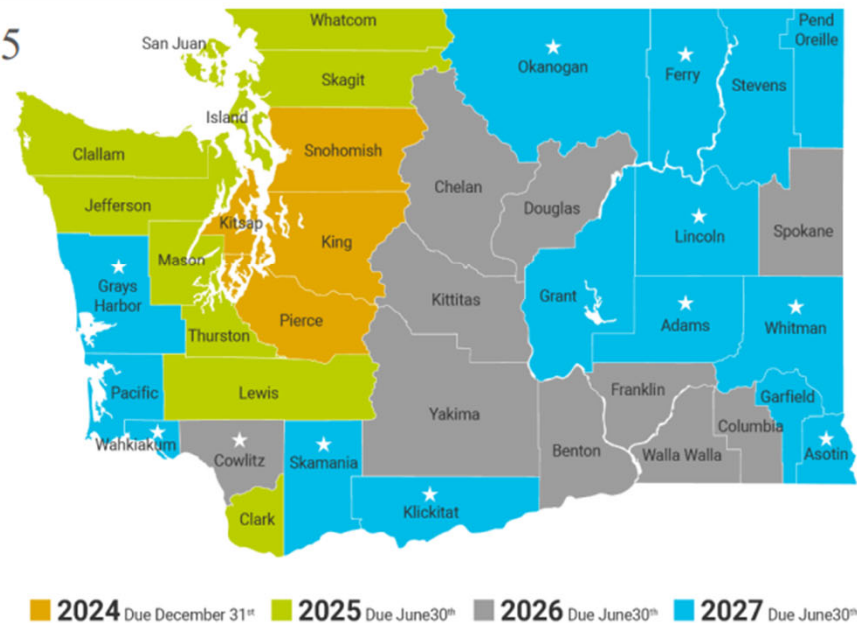 5
Whatcom
Pend
Oreille
San Juan
Okanogan
Ferry
Stevens
Skagit
Island
Snohomish
Clallam
Chelan
Jefferson
Douglas
Kitsap
King
Lincoln
Spokane
Mason
Grays
Harbor
Kittitas
Grant
Pierce
Adams
Whitman
Thurston
Pacific
Lewis
Franklin
Garfield
Yakima
Columbia
Wahkiakum
Cowlitz
Skamania
Benton
Walla Walla
Asotin
Klickitat
Clark
2024 Due December 31st 2025 Due June30th 2026 Due June30th 2027 Due June30th